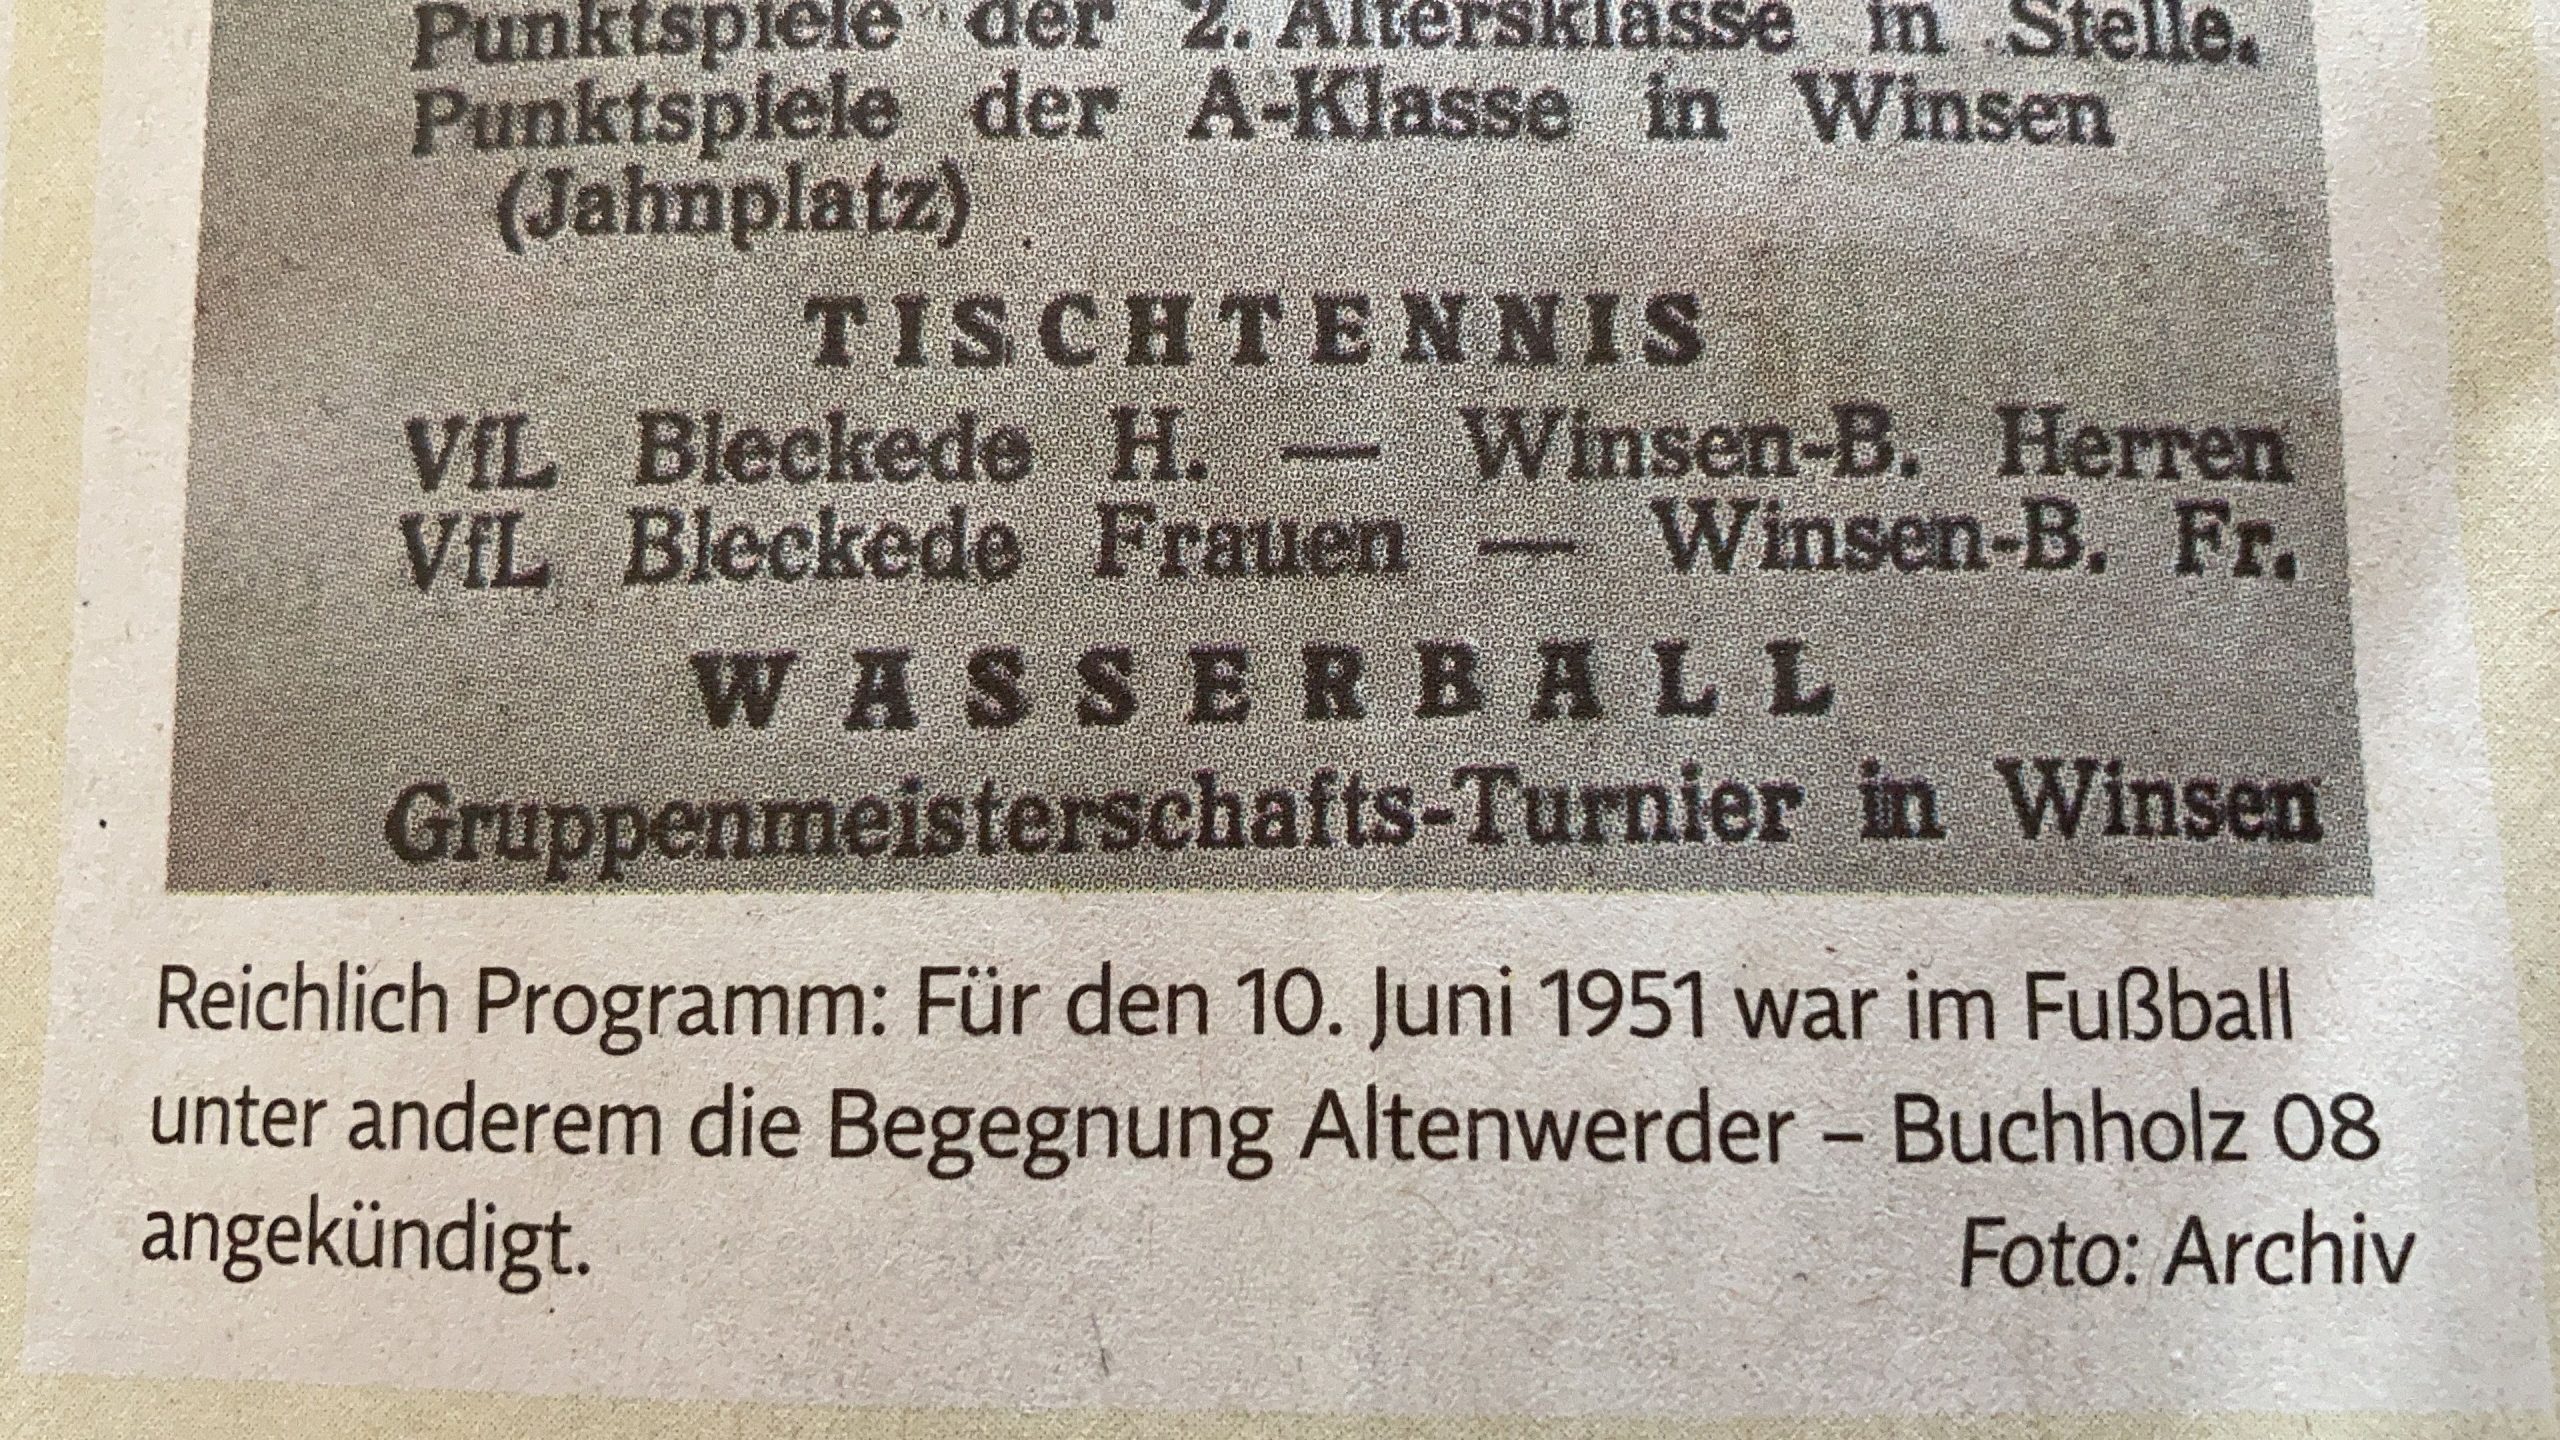 Punktspiele der 2. Altersklasse in Stelle.
Punktspiele der A-Klasse in Winsen
(Jahnplatz)
TISCHTENNIS
VfL Bleckede H. — Winsen-B. Herren
VfL Bleckede Frauen — Winsen-B. Fr.
WASSERBALL
Gruppenmeisterschafts-Turnier in Winsen
Reichlich Programm: Für den 10. Juni 1951 war im Fußball
unter anderem die Begegnung Altenwerder – Buchholz 08
angekündigt. Foto: Archiv